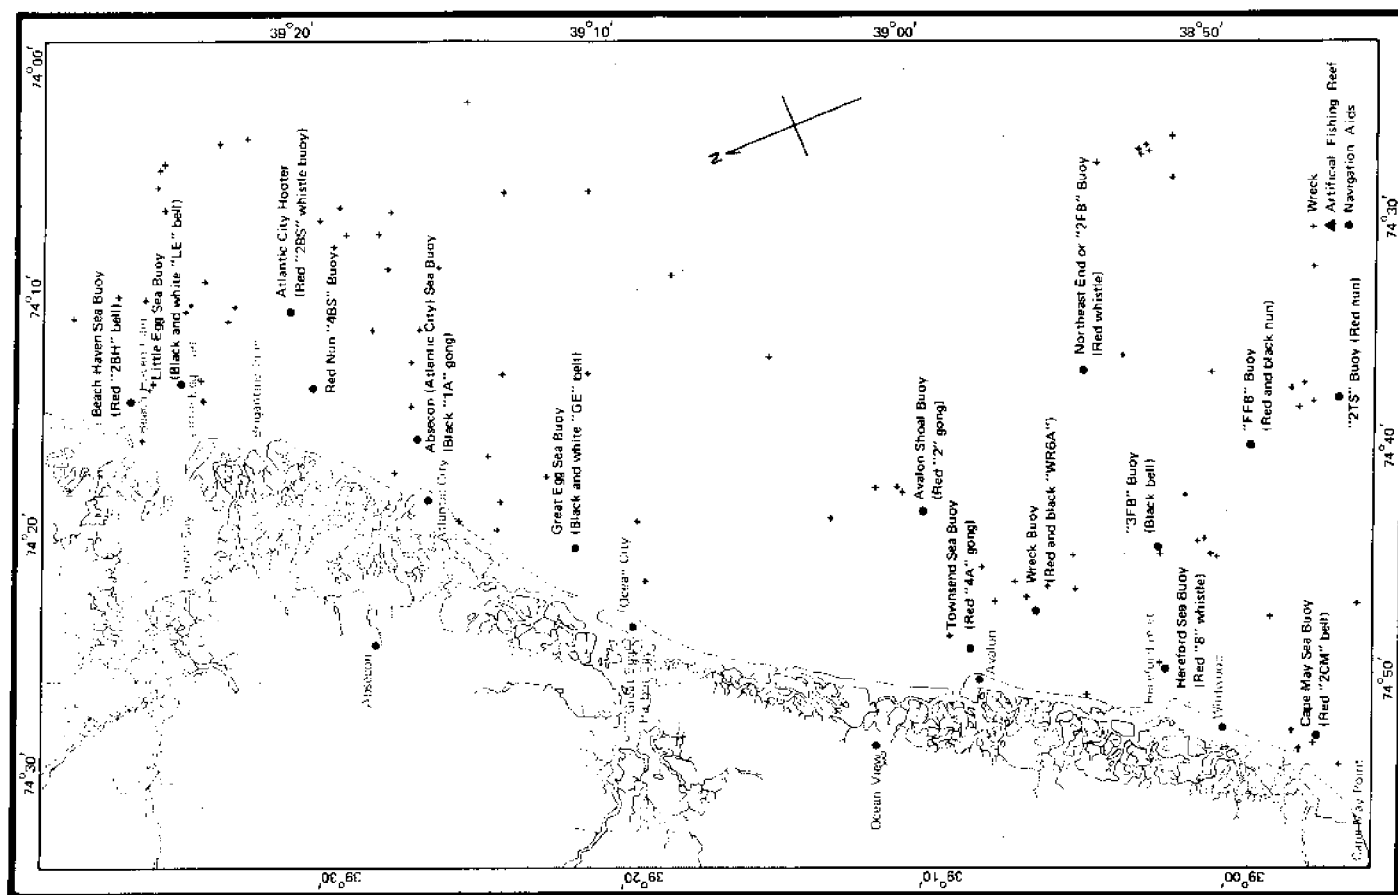 39°20'
39°10'
39°00'
38°50'
74°00'
74°10'
74°20'
74°30'
Beach Haven Sea Buoy
(Red "2BH" bell)
Little Egg Sea Buoy
(Black and white "LE" bell)
Atlantic City Hooter
(Red "2BS" whistle buoy)
Red Nun "4BS" Buoy
Absecon (Atlantic City) Sea Buoy
(Black "1A" gong)
Atlantic City
Absecon
Great Egg Sea Buoy
(Black and white "GE" bell)
Ocean City
Great Egg
Avalon Shoal Buoy
(Red "2" gong)
Townsend Sea Buoy
(Red "4A" gong)
Avalon
Ocean View
Wreck Buoy
(Red and black "WR6A")
Northeast End or "2FB" Buoy
(Red whistle)
"3FB" Buoy
(Black bell)
Hereford Sea Buoy
(Red "8" whistle)
Wildwood
"FFB" Buoy
(Red and black nun)
Cape May Sea Buoy
(Red "2CM" bell)
Cape May Point
"2TS" Buoy (Red nun)
Wreck
Artificial Fishing Reef
Navigation Aids
N
74°30'
74°40'
74°50'
39°30'
39°20'
39°10'
39°00'